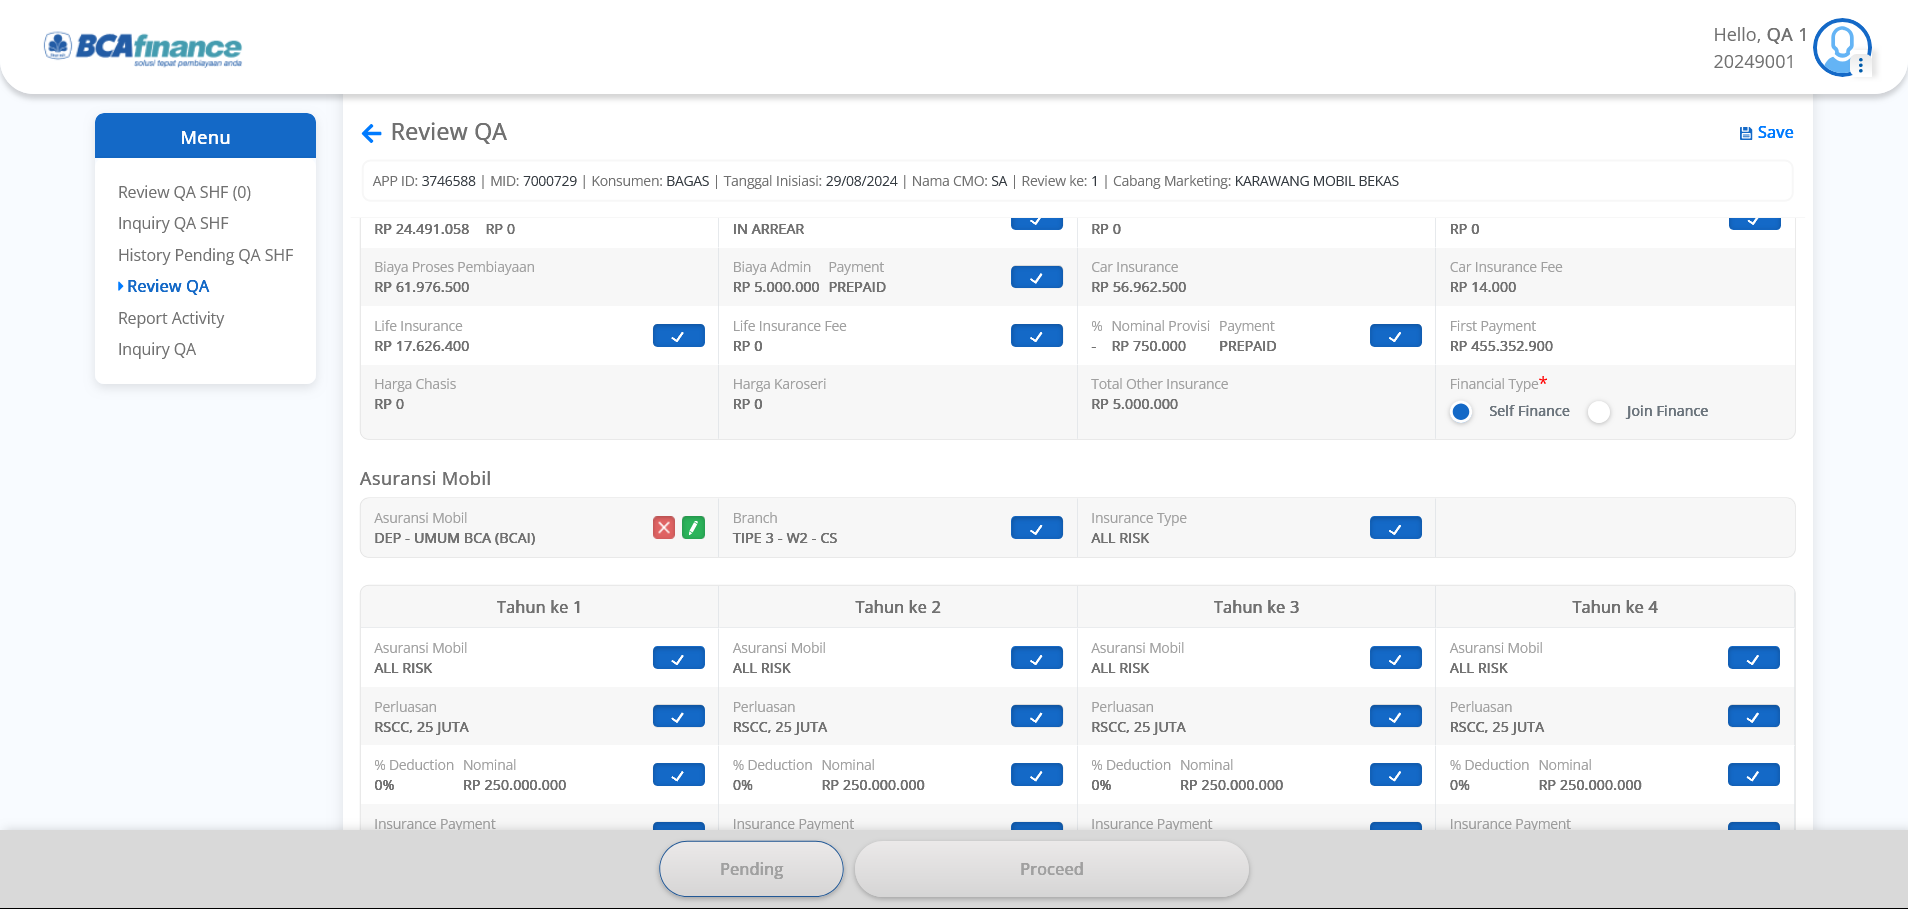 BCAfinance
solusi tepat pembiayaan anda
Hello, QA 1
20249001
Menu
Review QA SHF (0)
Inquiry QA SHF
History Pending QA SHF
Review QA
Report Activity
Inquiry QA
Review QA
Save
APP ID: 3746588 | MID: 7000729 | Konsumen: BAGAS | Tanggal Inisiasi: 29/08/2024 | Nama CMO: SA | Review ke: 1 | Cabang Marketing: KARAWANG MOBIL BEKAS
RP 24.491.058 RP 0 IN ARREAR RP 0 RP 0
Biaya Proses Pembiayaan Biaya Admin Payment Car Insurance Car Insurance Fee
RP 61.976.500 RP 5.000.000 PREPAID RP 56.962.500 RP 14.000
Life Insurance Life Insurance Fee % Nominal Provisi Payment First Payment
RP 17.626.400 RP 0 - RP 750.000 PREPAID RP 455.352.900
Harga Chasis Harga Karoseri Total Other Insurance Financial Type*
RP 0 RP 0 RP 5.000.000
Self Finance Join Finance
Asuransi Mobil
Asuransi Mobil Branch Insurance Type
DEP - UMUM BCA (BCAI) TIPE 3 - W2 - CS ALL RISK
Tahun ke 1 Tahun ke 2 Tahun ke 3 Tahun ke 4
Asuransi Mobil Asuransi Mobil Asuransi Mobil Asuransi Mobil
ALL RISK ALL RISK ALL RISK ALL RISK
Perluasan Perluasan Perluasan Perluasan
RSCC, 25 JUTA RSCC, 25 JUTA RSCC, 25 JUTA RSCC, 25 JUTA
% Deduction Nominal % Deduction Nominal % Deduction Nominal % Deduction Nominal
0% RP 250.000.000 0% RP 250.000.000 0% RP 250.000.000 0% RP 250.000.000
Insurance Payment Insurance Payment Insurance Payment Insurance Payment
Pending Proceed